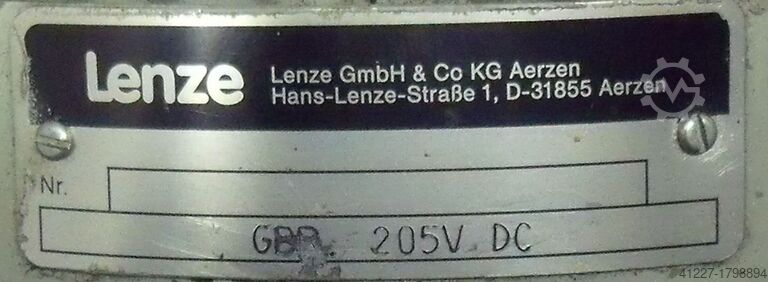 Lenze
Lenze GmbH & Co KG Aerzen
Hans-Lenze-Straße 1, D-31855 Aerzen
Nr.
205V DC
41227-1798894